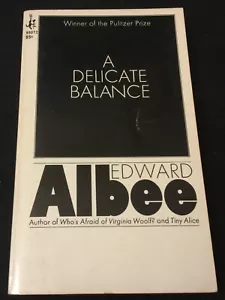 Winner of the Pulitzer Prize
95¢
A
DELICATE
BALANCE
EDWARD
Albee
Author of Who's Afraid of Virginia Woolf? and Tiny Alice